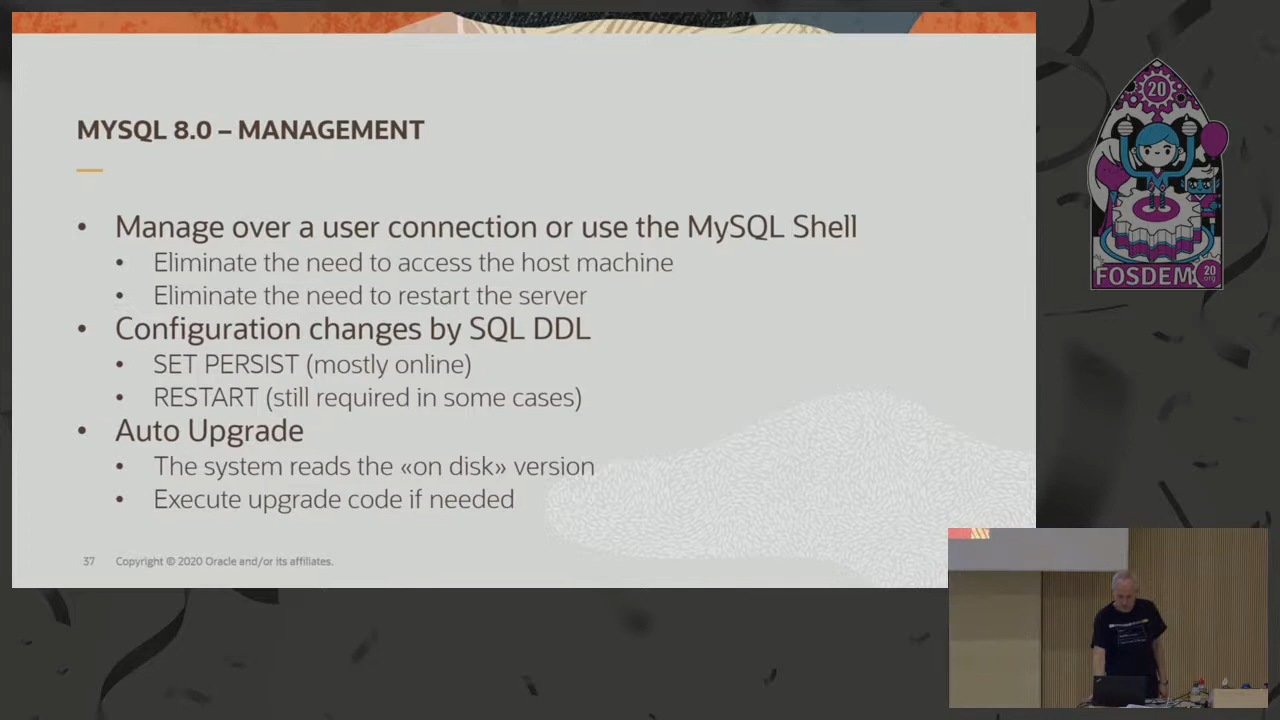 MYSQL 8.0 – MANAGEMENT
• Manage over a user connection or use the MySQL Shell
• Eliminate the need to access the host machine
• Eliminate the need to restart the server
• Configuration changes by SQL DDL
• SET PERSIST (mostly online)
• RESTART (still required in some cases)
• Auto Upgrade
• The system reads the «on disk» version
• Execute upgrade code if needed
37 Copyright © 2020 Oracle and/or its affiliates.
20
FOSDEM
20
.org